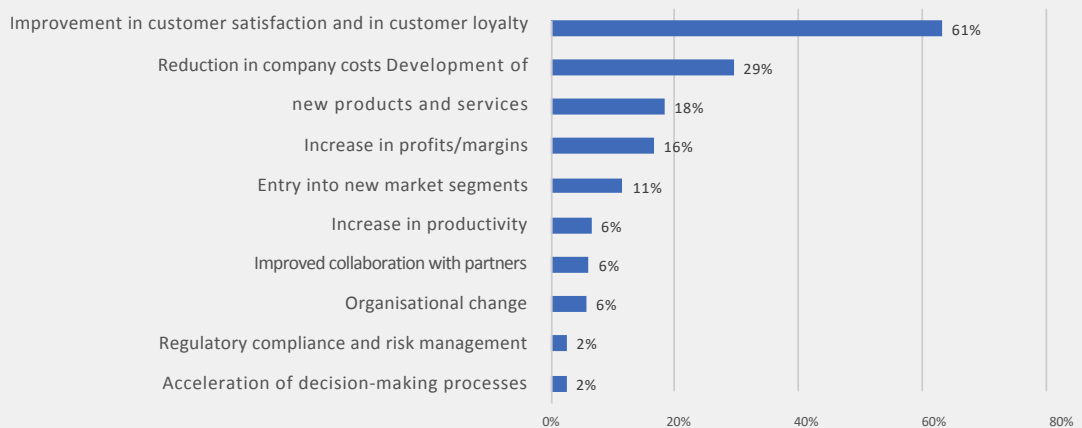 Improvement in customer satisfaction and in customer loyalty 61%
Reduction in company costs Development of 29%
new products and services 18%
Increase in profits/margins 16%
Entry into new market segments 11%
Increase in productivity 6%
Improved collaboration with partners 6%
Organisational change 6%
Regulatory compliance and risk management 2%
Acceleration of decision-making processes 2%
0% 20% 40% 60% 80%